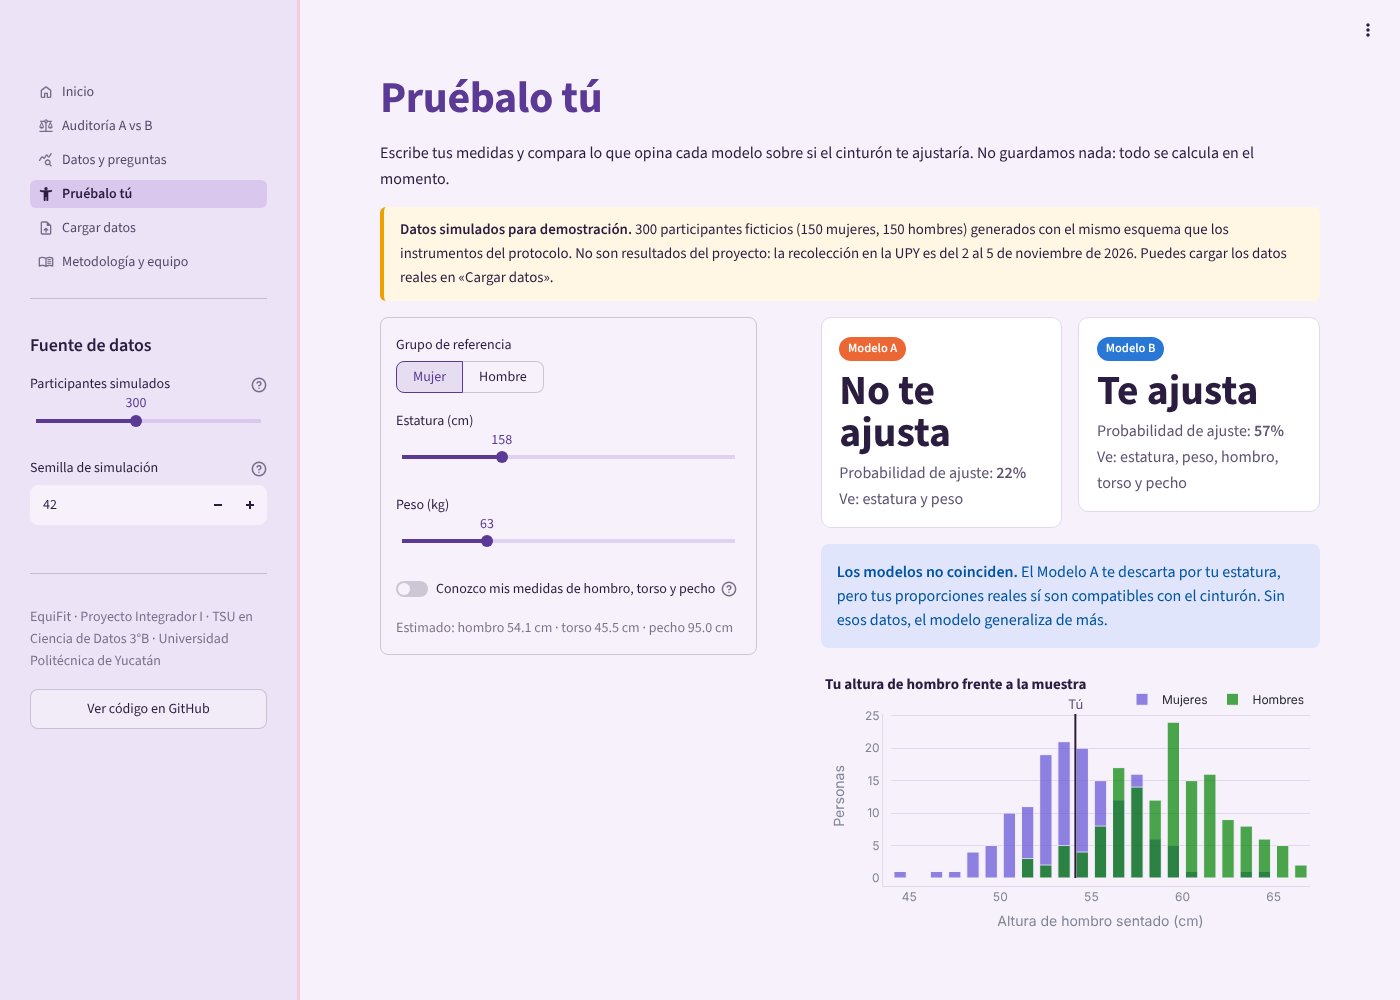 Inicio
Auditoría A vs B
Datos y preguntas
Pruébalo tú
Cargar datos
Metodología y equipo
Fuente de datos
Participantes simulados
300
Semilla de simulación
42
EquiFit · Proyecto Integrador I · TSU en
Ciencia de Datos 3°B · Universidad
Politécnica de Yucatán
Ver código en GitHub
Pruébalo tú
Escribe tus medidas y compara lo que opina cada modelo sobre si el cinturón te ajustaría. No guardamos nada: todo se calcula en el
momento.
Datos simulados para demostración. 300 participantes ficticios (150 mujeres, 150 hombres) generados con el mismo esquema que los
instrumentos del protocolo. No son resultados del proyecto: la recolección en la UPY es del 2 al 5 de noviembre de 2026. Puedes cargar los datos
reales en «Cargar datos».
Grupo de referencia
Mujer Hombre
Estatura (cm)
158
Peso (kg)
63
Conozco mis medidas de hombro, torso y pecho
Estimado: hombro 54.1 cm · torso 45.5 cm · pecho 95.0 cm
Modelo A
No te
ajusta
Probabilidad de ajuste: 22%
Ve: estatura y peso
Modelo B
Te ajusta
Probabilidad de ajuste: 57%
Ve: estatura, peso, hombro,
torso y pecho
Los modelos no coinciden. El Modelo A te descarta por tu estatura,
pero tus proporciones reales sí son compatibles con el cinturón. Sin
esos datos, el modelo generaliza de más.
Tu altura de hombro frente a la muestra
Tú
Mujeres Hombres
25
20
15
10
5
0
Personas
45 50 55 60 65
Altura de hombro sentado (cm)